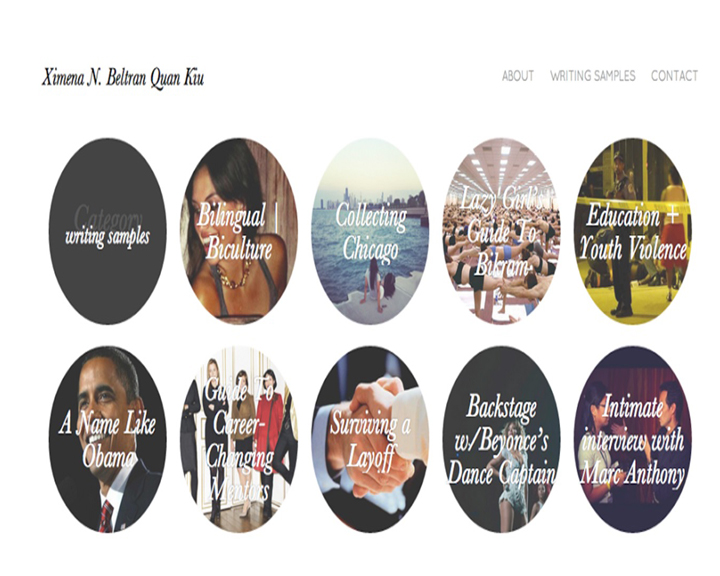 Ximena N. Beltran Quan Kiu
ABOUT WRITING SAMPLES CONTACT
Category
writing samples
Bilingual |
Biculture
Collecting
Chicago
Lazy Girl's
Guide To
Bikram
Education +
Youth Violence
A Name Like
Obama
Guide To
Career-
Changing
Mentors
Surviving a
Layoff
Backstage
w/Beyonce's
Dance Captain
Intimate
interview with
Marc Anthony